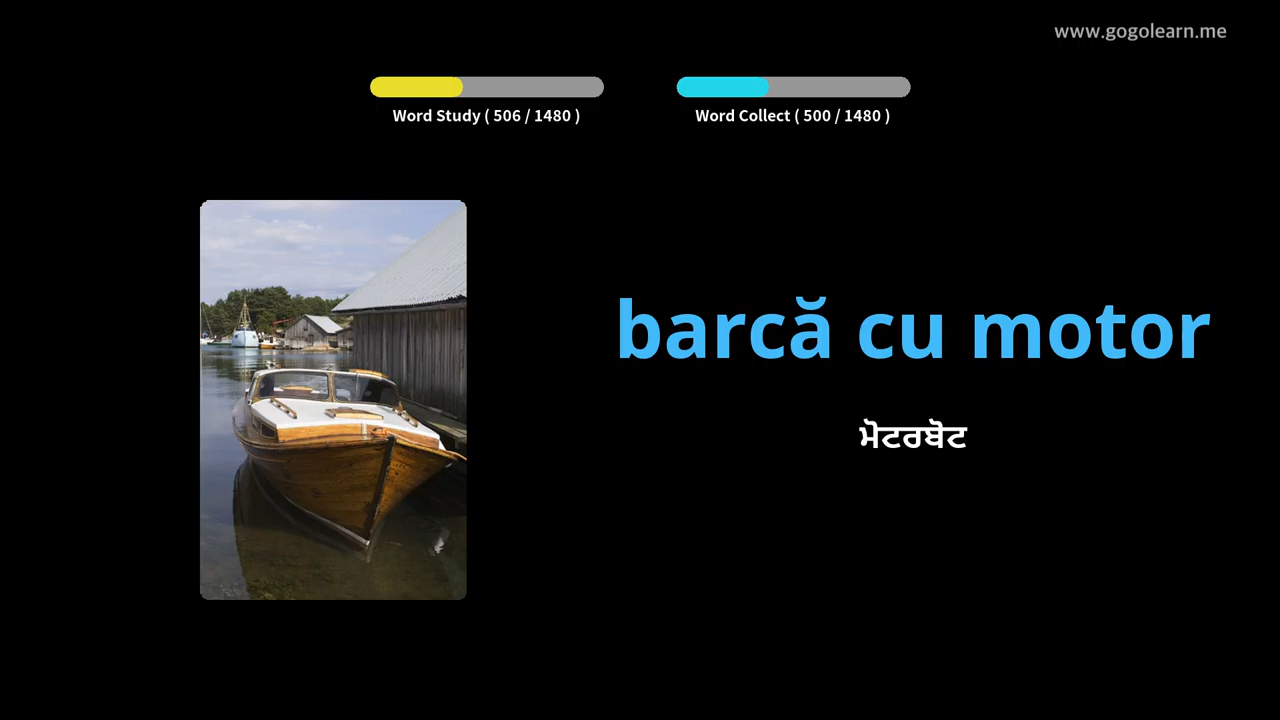 www.gogolearn.me
Word Study ( 506 / 1480 )
Word Collect ( 500 / 1480 )
barcă cu motor
ਮੋਟਰਬੋਟ